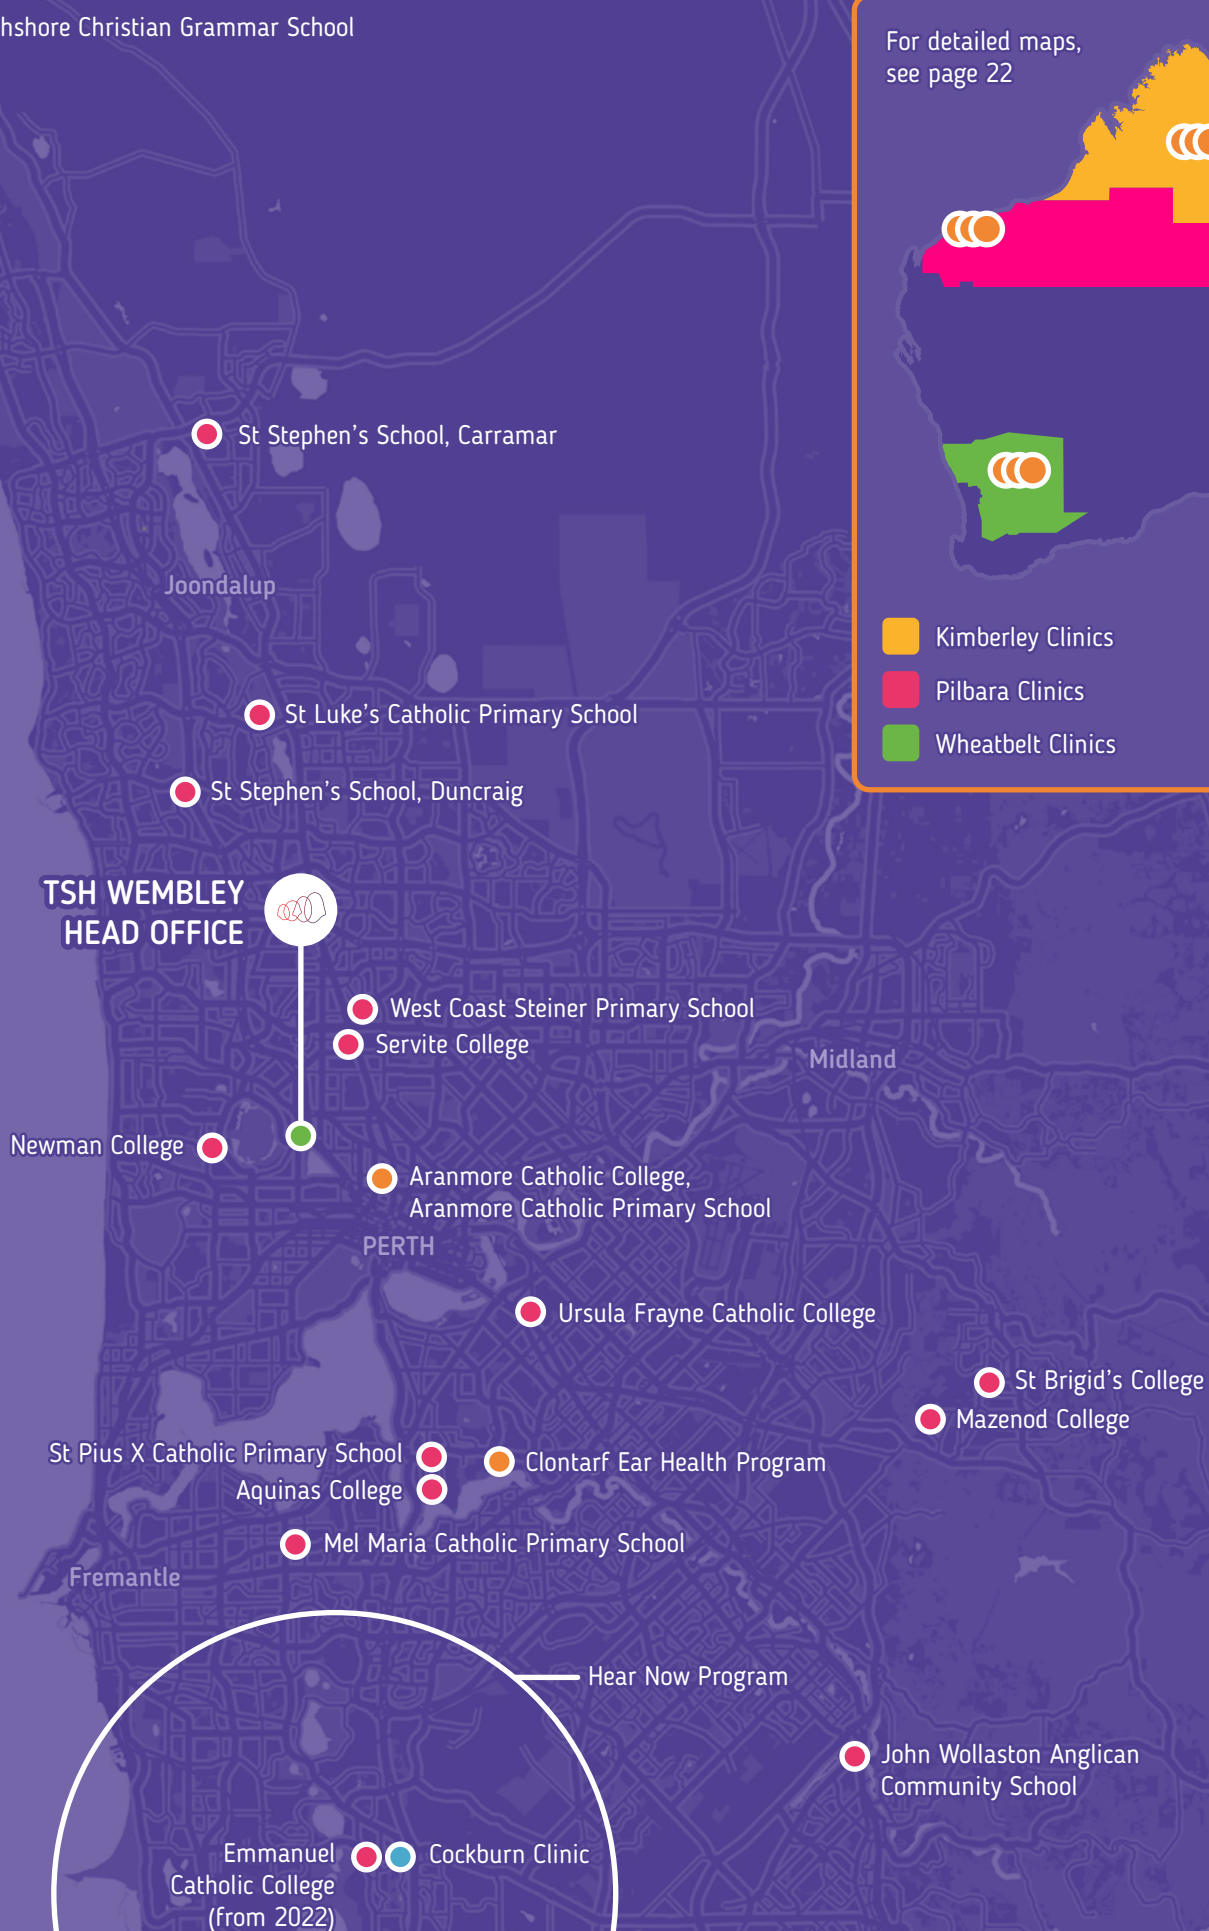 hshore Christian Grammar School
For detailed maps,
see page 22
St Stephen's School, Carramar
Joondalup
Kimberley Clinics
Pilbara Clinics
Wheatbelt Clinics
St Luke's Catholic Primary School
St Stephen's School, Duncraig
TSH WEMBLEY
HEAD OFFICE
West Coast Steiner Primary School
Servite College
Midland
Newman College
Aranmore Catholic College,
Aranmore Catholic Primary School
PERTH
Ursula Frayne Catholic College
St Brigid's College
Mazenod College
St Pius X Catholic Primary School
Clontarf Ear Health Program
Aquinas College
Mel Maria Catholic Primary School
Fremantle
Hear Now Program
John Wollaston Anglican
Community School
Emmanuel
Catholic College
(from 2022)
Cockburn Clinic